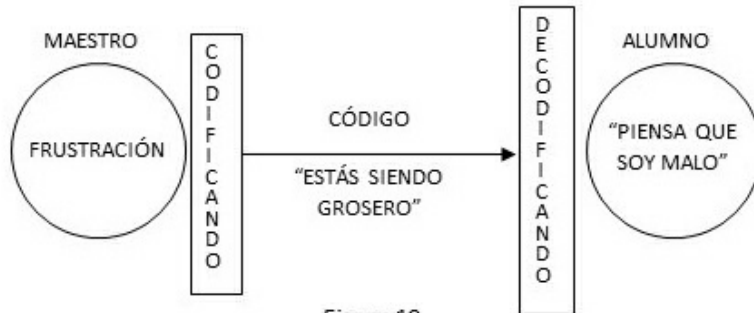 MAESTRO
FRUSTRACIÓN
CODIFICANDO
CÓDIGO
"ESTÁS SIENDO
GROSERO"
DECODIFICANDO
ALUMNO
"PIENSA QUE
SOY MALO"